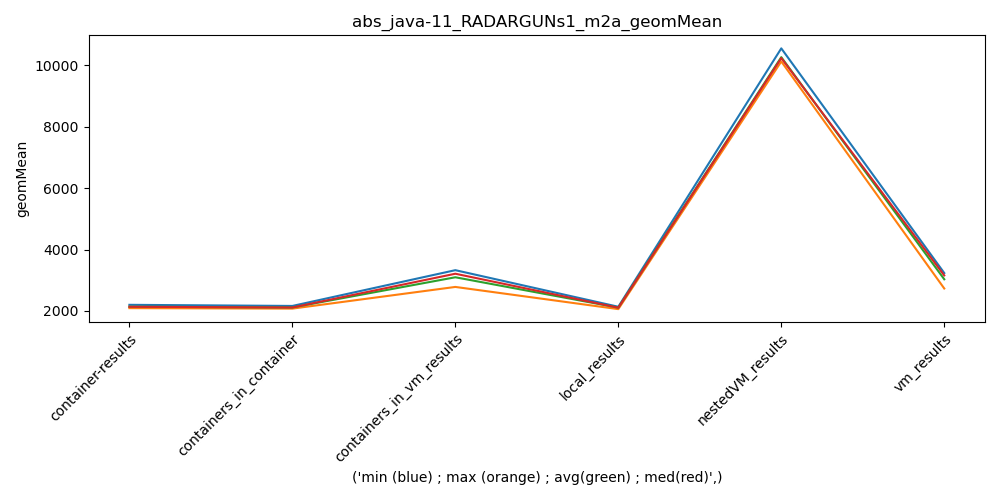 abs_java-11_RADARGUNs1_m2a_geomMean
geomMean
10000
8000
6000
4000
2000
container-results
containers_in_container
containers_in_vm_results
local_results
nestedVM_results
vm_results
('min (blue) ; max (orange) ; avg(green) ; med(red)',)